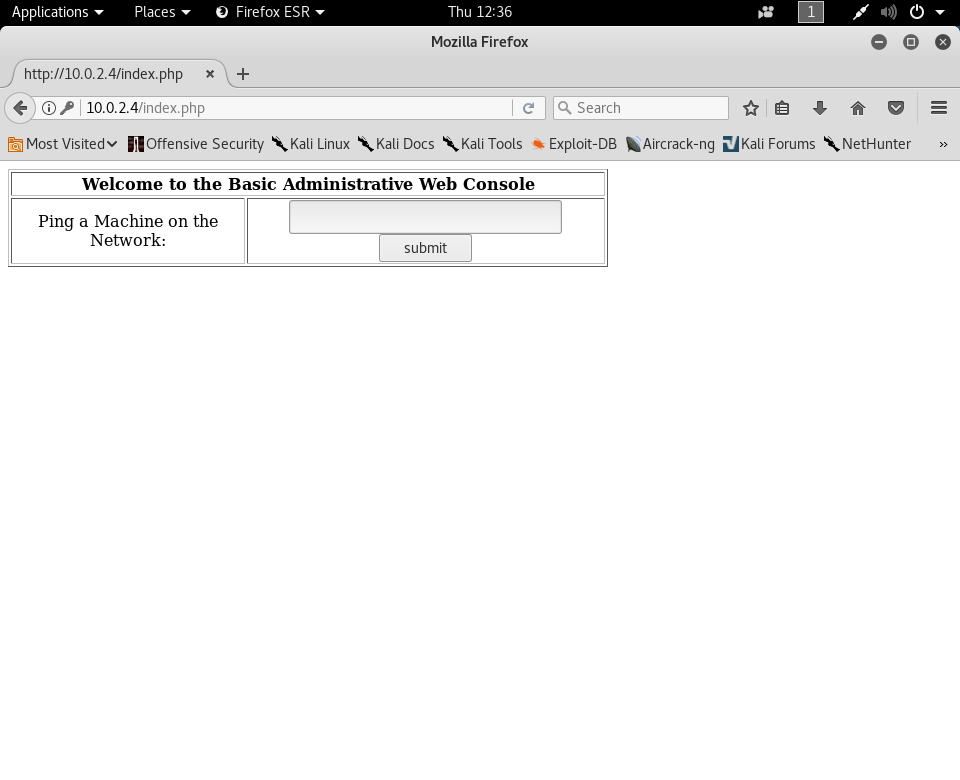 Applications Places Firefox ESR Thu 12:36 1
Mozilla Firefox
http://10.0.2.4/index.php
10.0.2.4/index.php Search
Most Visited Offensive Security Kali Linux Kali Docs Kali Tools Exploit-DB Aircrack-ng Kali Forums NetHunter »
Welcome to the Basic Administrative Web Console
Ping a Machine on the
Network:
submit